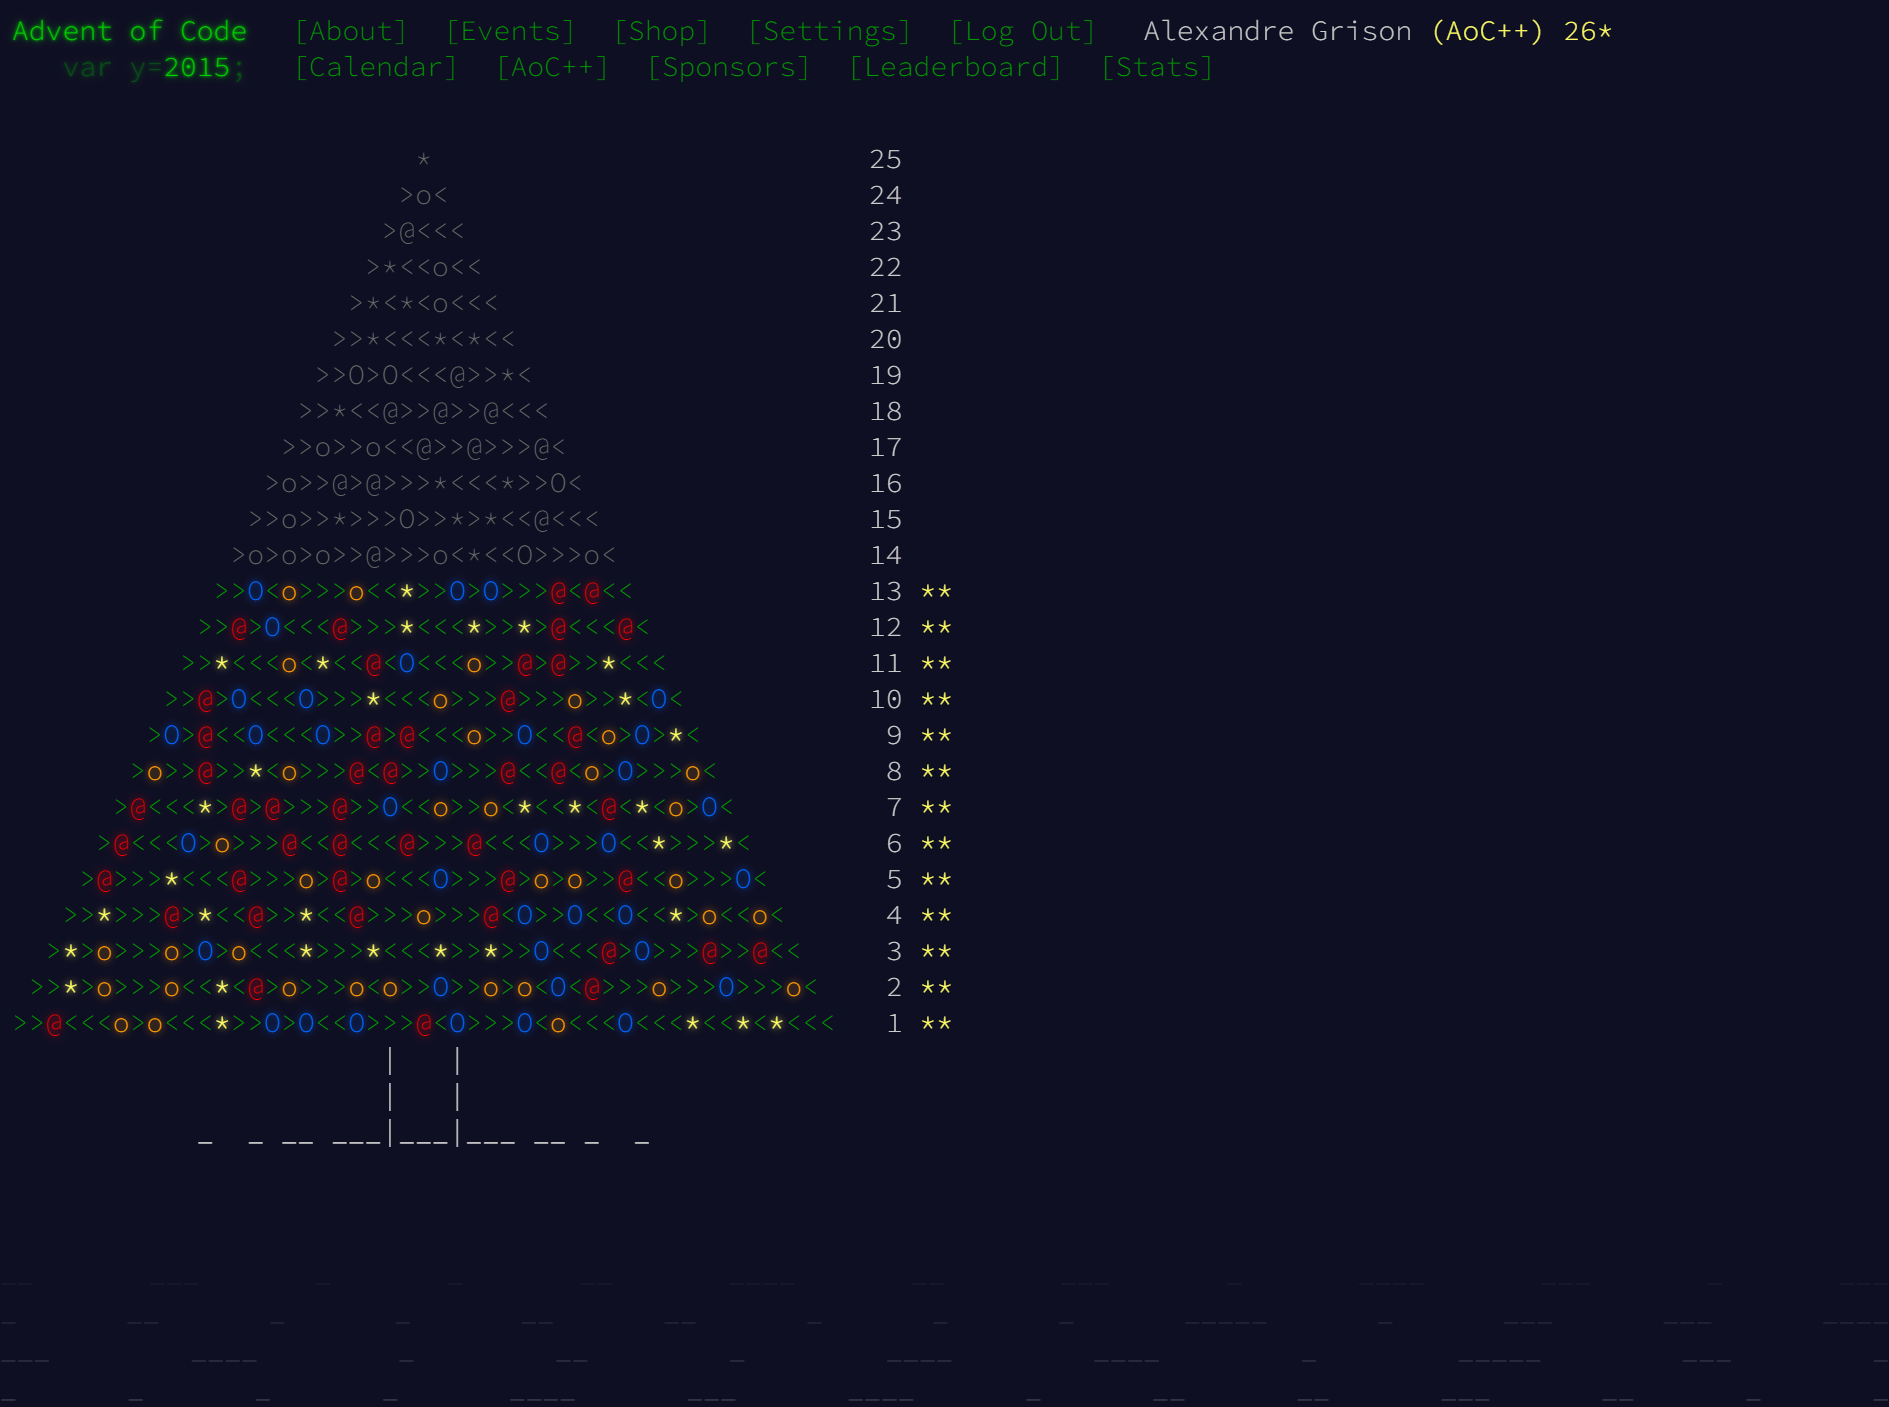 Advent of Code [About] [Events] [Shop] [Settings] [Log Out] Alexandre Grison (AoC++) 26*
var y=2015; [Calendar] [AoC++] [Sponsors] [Leaderboard] [Stats]
* 25
>o< 24
>@<<< 23
>*<<o<< 22
>*<*<o<<< 21
>>*<<<*<*<< 20
>>O>O<<<@>>*< 19
>>*<<@>>@>>@<<< 18
>>o>>o<<@>>@>>>@< 17
>o>>@>@>>>*<<<*>>O< 16
>>o>>*>>>O>>*>*<<@<<< 15
>o>o>o>>@>>>o<*<<O>>>o< 14
>>O<o>>>o<<*>>O>O>>>@<@<< 13 **
>>@>O<<<@>>>*<<<*>>*>@<<<@< 12 **
>>*<<<o<*<<@<O<<<o>>@>@>>*<<< 11 **
>>@>O<<<O>>>*<<<o>>>@>>>o>>*<O< 10 **
>O>@<<O<<<O>>@>@<<<o>>O<<@<o>O>*< 9 **
>o>>@>>*<o>>>@<@>>O>>>@<<@<o>O>>>o< 8 **
>@<<<*>@>@>>>@>>O<<o>>o<*<<*<@<*<o>O< 7 **
>@<<<O>o>>>@<<@<<<@>>>@<<<O>>>O<<*>>>*< 6 **
>@>>>*<<<@>>>o>@>o<<<O>>>@>o>o>>@<<o>>>O< 5 **
>>*>>>@>*<<@>>*<<@>>>o>>>@<O>>O<<O<<*>o<<o< 4 **
>*>o>>>o>O>o<<<*>>>*<<<*>>*>>O<<<@>O>>>@>>@<< 3 **
>>*>o>>>o<<*<@>o>>>o<o>>O>>o>o<O<@>>>o>>>O>>>o< 2 **
>>@<<<o>o<<<*>>O>O<<O>>>@<O>>>O<o<<<O<<<*<<*<*<<< 1 **
| |
| |
_ _ __ ___|___|___ __ _ _